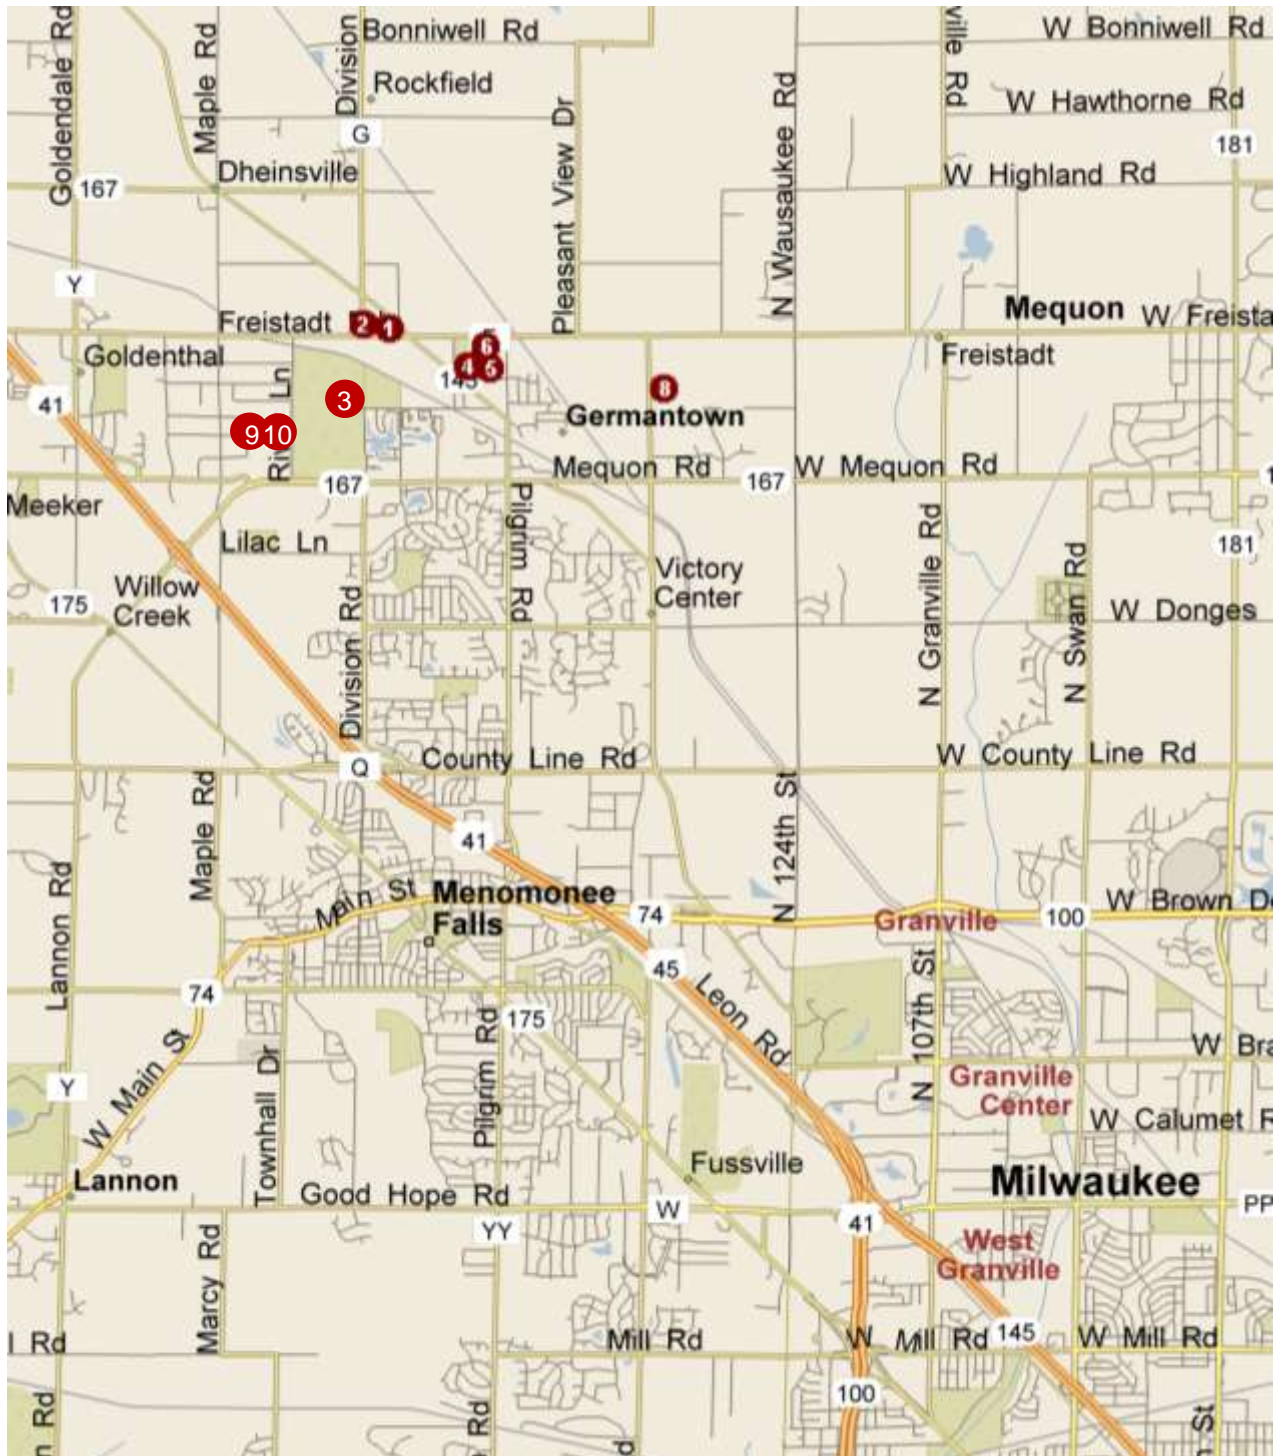 Goldendale Rd
Maple Rd
Division
Bonniwell Rd
ville Rd
W Bonniwell Rd
Rockfield
G
W Hawthorne Rd
Pleasant View Dr
N Wausaukee Rd
181
Dheinsville
167
W Highland Rd
Y
Freistadt
2
1
Mequon
W Freista
6
Goldenthal
4
5
Freistadt
41
Ln
3
8
Germantown
9
10
Mequon Rd
167
W Mequon Rd
167
Meeker
Pilgrim Rd
N Granville Rd
Lilac Ln
N Swan Rd
181
Willow
Creek
Victory
Center
175
Division Rd
W Donges
County Line Rd
W County Line Rd
Q
Maple Rd
N 124th St
41
Lannon Rd
Main St
Menomonee
Falls
74
Granville
100
W Brown De
45
Leon Rd
N 107th St
74
175
W Main St
Townhall Dr
Pilgrim Rd
W Bra
Y
Granville
Center
W Calumet R
Lannon
Good Hope Rd
Fussville
Milwaukee
W
PP
YY
41
Marcy Rd
West
Granville
l Rd
Mill Rd
W Mill Rd
145
W Mill Rd
100
n Rd
Rd
d
St